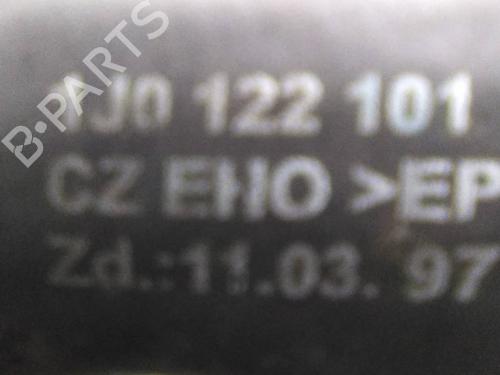 B-PARTS
1J0 122 101
CZ EHO >EP
Zd.:11.03. 97